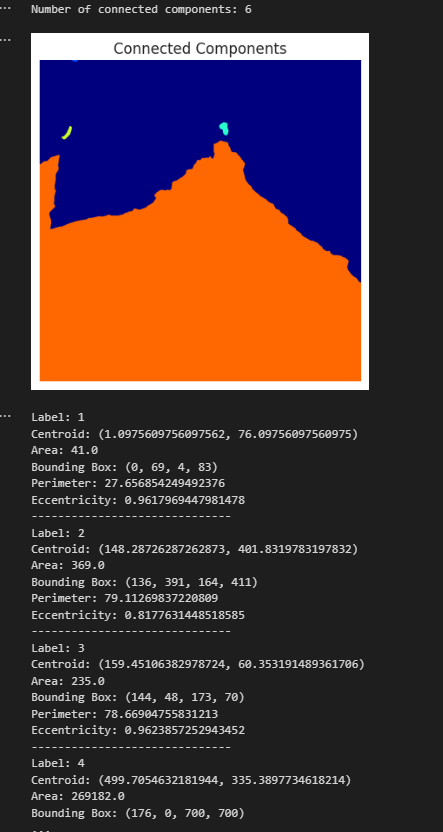 ...
Number of connected components: 6
...
Connected Components
...
Label: 1
Centroid: (1.0975609756097562, 76.09756097560975)
Area: 41.0
Bounding Box: (0, 69, 4, 83)
Perimeter: 27.656854249492376
Eccentricity: 0.9617969447981478
------------------------------
Label: 2
Centroid: (148.28726287262873, 401.8319783197832)
Area: 369.0
Bounding Box: (136, 391, 164, 411)
Perimeter: 79.11269837220809
Eccentricity: 0.8177631448518585
------------------------------
Label: 3
Centroid: (159.45106382978724, 60.353191489361706)
Area: 235.0
Bounding Box: (144, 48, 173, 70)
Perimeter: 78.66904755831213
Eccentricity: 0.9623857252943452
------------------------------
Label: 4
Centroid: (499.7054632181944, 335.3897734618214)
Area: 269182.0
Bounding Box: (176, 0, 700, 700)
...